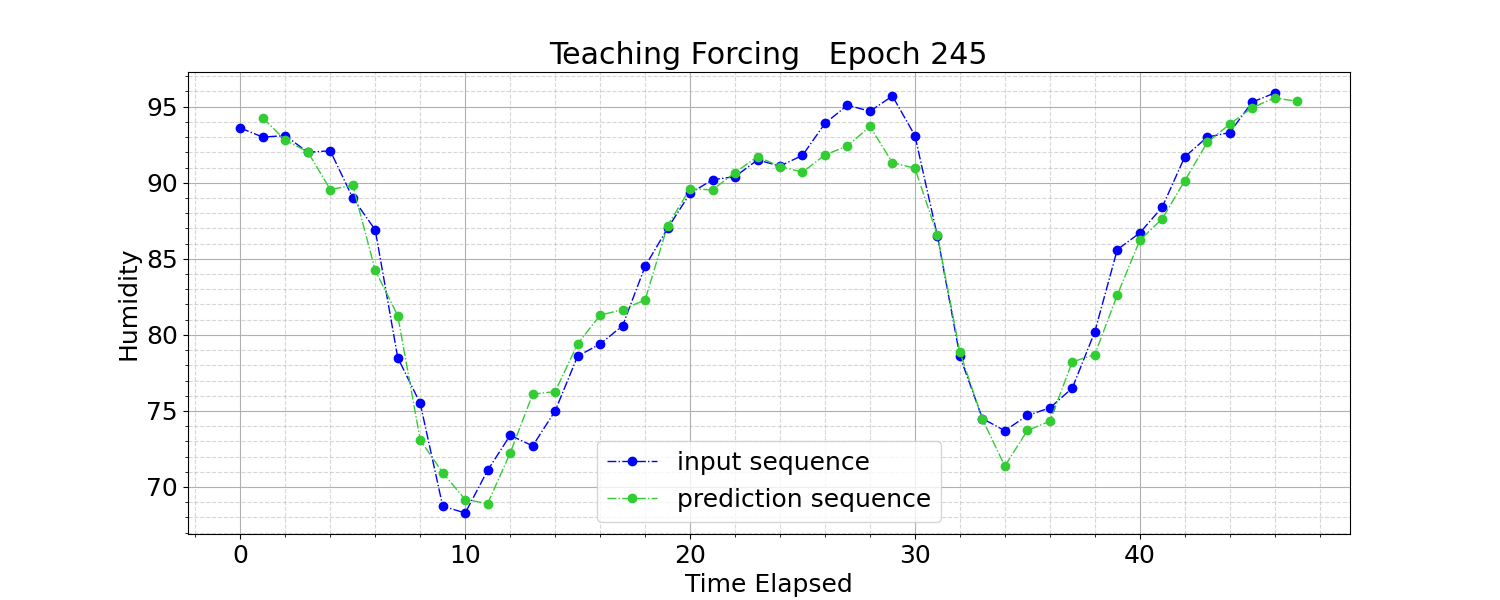 Teaching Forcing   Epoch 245
95
90
85
80
75
70
Humidity
input sequence
prediction sequence
0 10 20 30 40
Time Elapsed